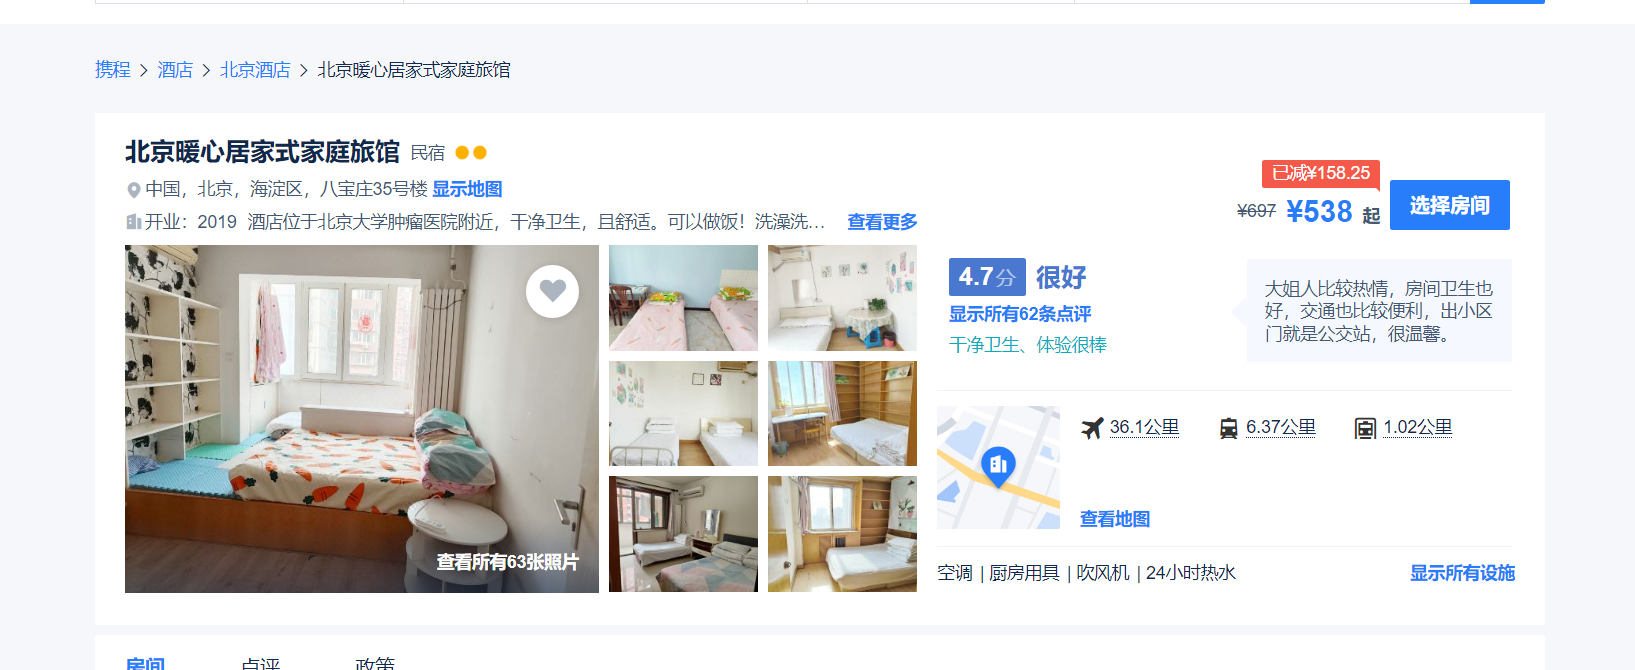 携程 > 酒店 > 北京酒店 > 北京暖心居家式家庭旅馆
北京暖心居家式家庭旅馆 民宿
中国，北京，海淀区，八宝庄35号楼 显示地图
开业：2019 酒店位于北京大学肿瘤医院附近，干净卫生，且舒适。可以做饭！洗澡洗... 查看更多
已减¥158.25
¥697 ¥538 起
选择房间
查看所有63张照片
4.7分 很好
显示所有62条点评
干净卫生、体验很棒
大姐人比较热情，房间卫生也
好，交通也比较便利，出小区
门就是公交站，很温馨。
36.1公里 6.37公里 1.02公里
查看地图
空调 | 厨房用具 | 吹风机 | 24小时热水
显示所有设施
房间 点评 政策